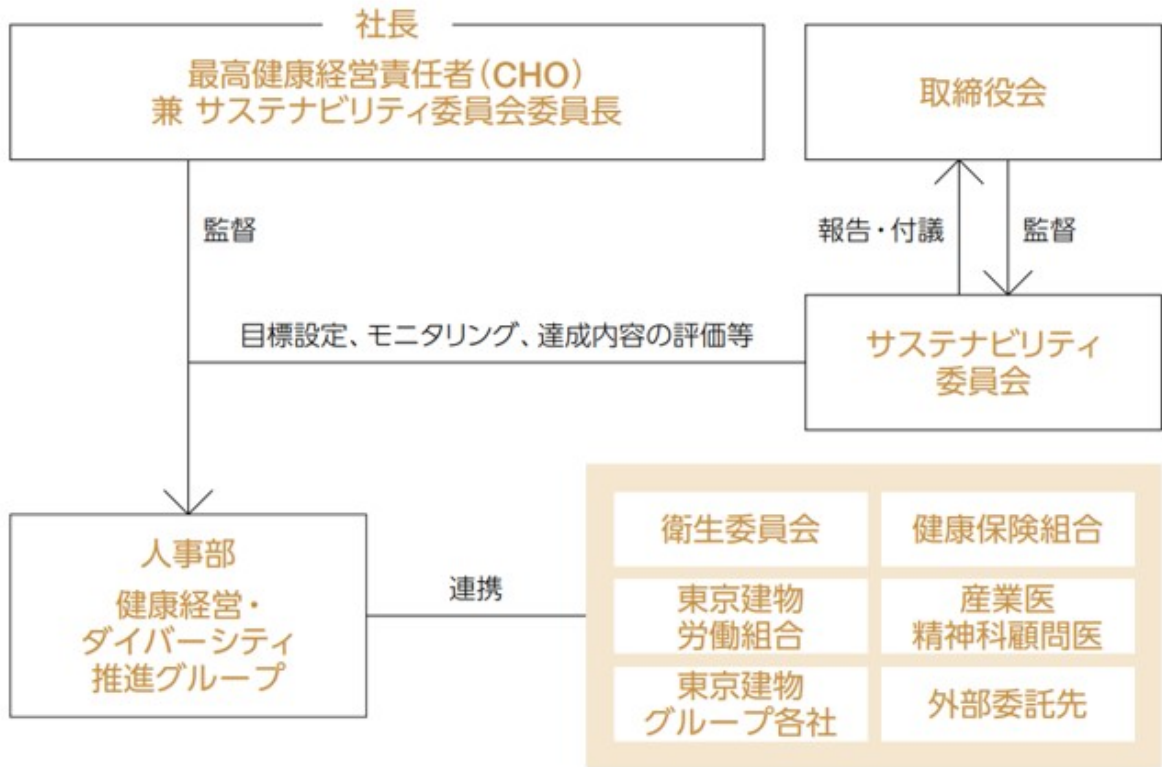 社長
最高健康経営責任者（CHO）
兼 サステナビリティ委員会委員長
取締役会
監督
報告・付議
監督
目標設定、モニタリング、達成内容の評価等
サステナビリティ
委員会
人事部
健康経営・
ダイバーシティ
推進グループ
連携
衛生委員会
健康保険組合
東京建物
労働組合
産業医
精神科顧問医
東京建物
グループ各社
外部委託先